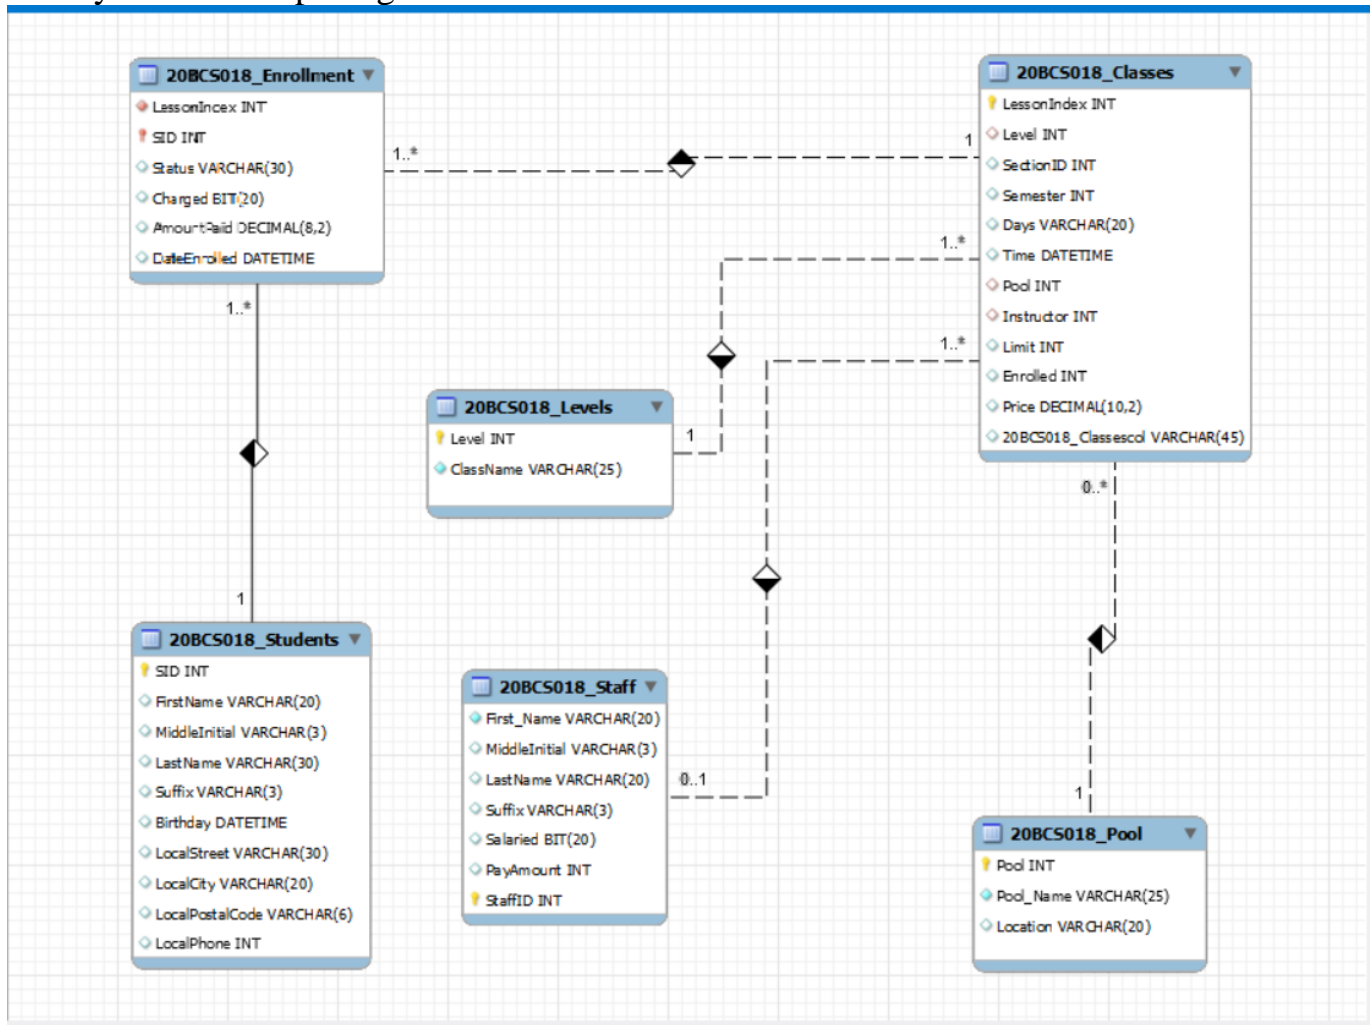 20BCS018_Enrollment
LessonIncex INT
SID INT
Status VARCHAR(30)
Charged BIT(20)
AmountPaid DECIMAL(8,2)
DateEnrolled DATETIME
1..*
1..*
20BCS018_Classes
LessonIndex INT
Level INT
SectionID INT
Semester INT
Days VARCHAR(20)
Time DATETIME
Pool INT
Instructor INT
Limit INT
Enrolled INT
Price DECIMAL(10,2)
20BCS018_Classescol VARCHAR(45)
1
1..*
1..*
0..*
20BCS018_Levels
Level INT
ClassName VARCHAR(25)
1
1
20BCS018_Students
SID INT
FirstName VARCHAR(20)
MiddleInitial VARCHAR(3)
LastName VARCHAR(30)
Suffix VARCHAR(3)
Birthday DATETIME
LocalStreet VARCHAR(30)
LocalCity VARCHAR(20)
LocalPostalCode VARCHAR(6)
LocalPhone INT
20BCS018_Staff
First_Name VARCHAR(20)
MiddleInitial VARCHAR(3)
LastName VARCHAR(20)
Suffix VARCHAR(3)
Salaried BIT(20)
PayAmount INT
StaffID INT
0..1
1
20BCS018_Pool
Pool INT
Pool_Name VARCHAR(25)
Location VARCHAR(20)